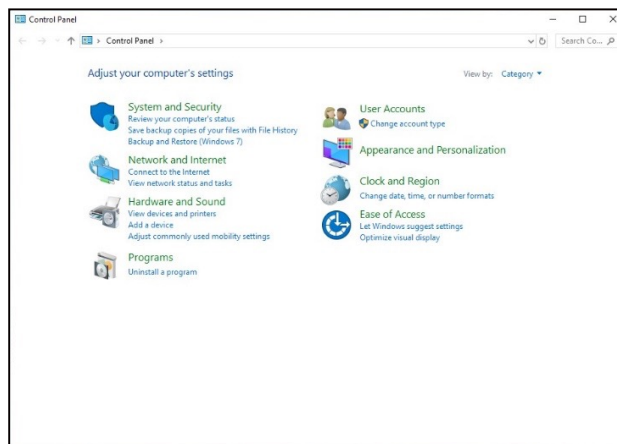 Control Panel
Control Panel
Search Co...
Adjust your computer's settings
View by: Category
System and Security
Review your computer's status
Save backup copies of your files with File History
Backup and Restore (Windows 7)
Network and Internet
Connect to the Internet
View network status and tasks
Hardware and Sound
View devices and printers
Add a device
Adjust commonly used mobility settings
Programs
Uninstall a program
User Accounts
Change account type
Appearance and Personalization
Clock and Region
Change date, time, or number formats
Ease of Access
Let Windows suggest settings
Optimize visual display